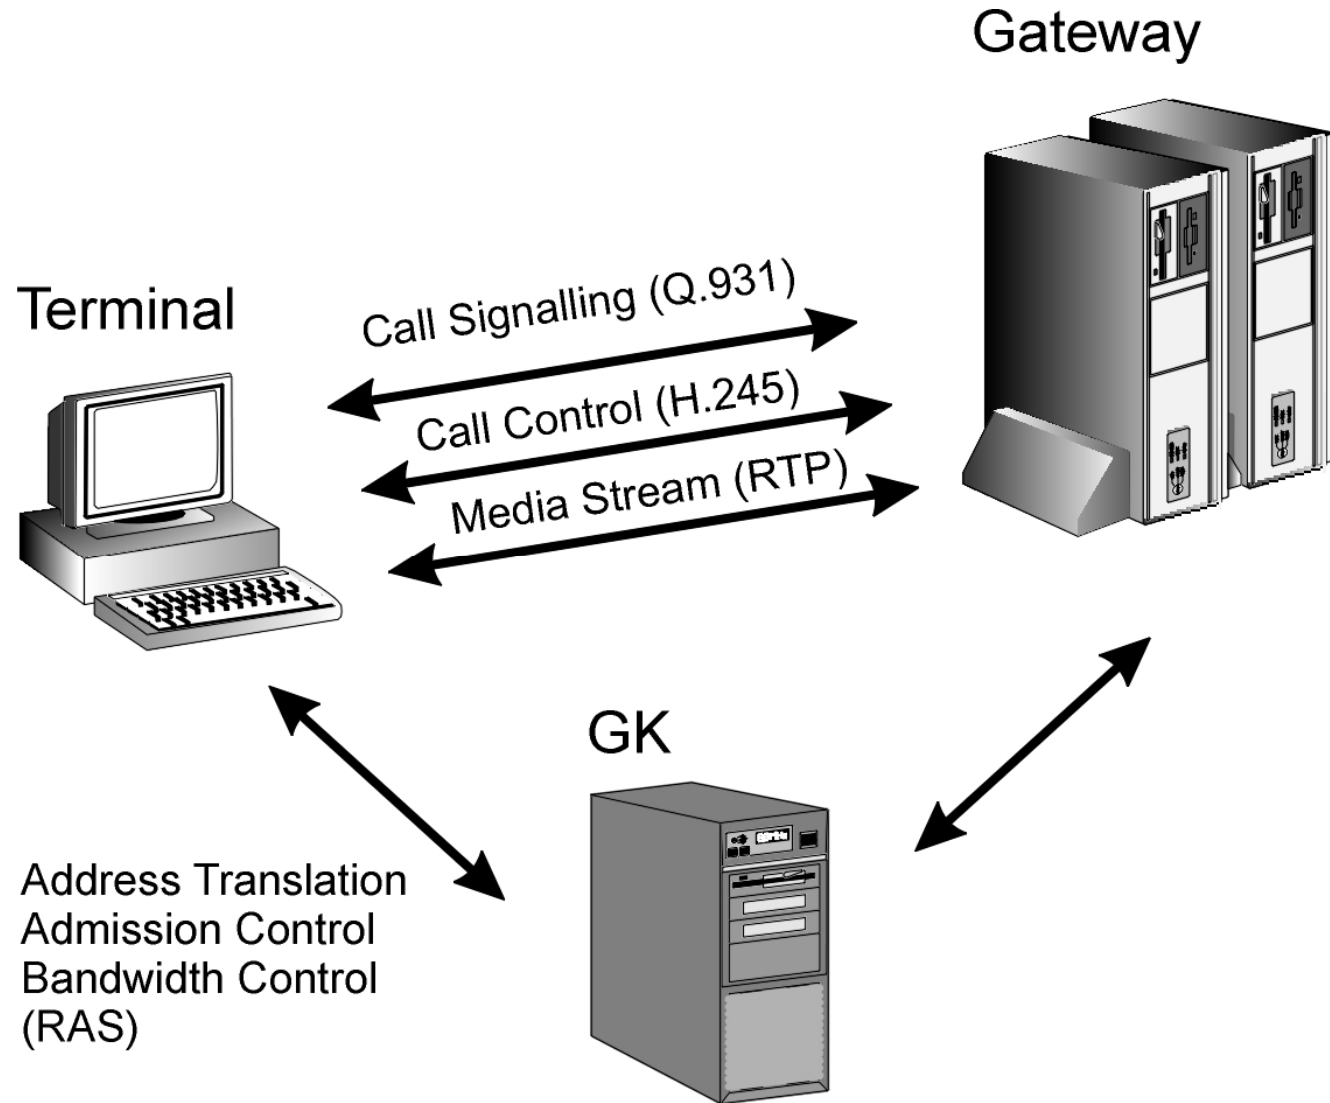 Gateway
Terminal
Call Signalling (Q.931)
Call Control (H.245)
Media Stream (RTP)
GK
Address Translation
Admission Control
Bandwidth Control
(RAS)